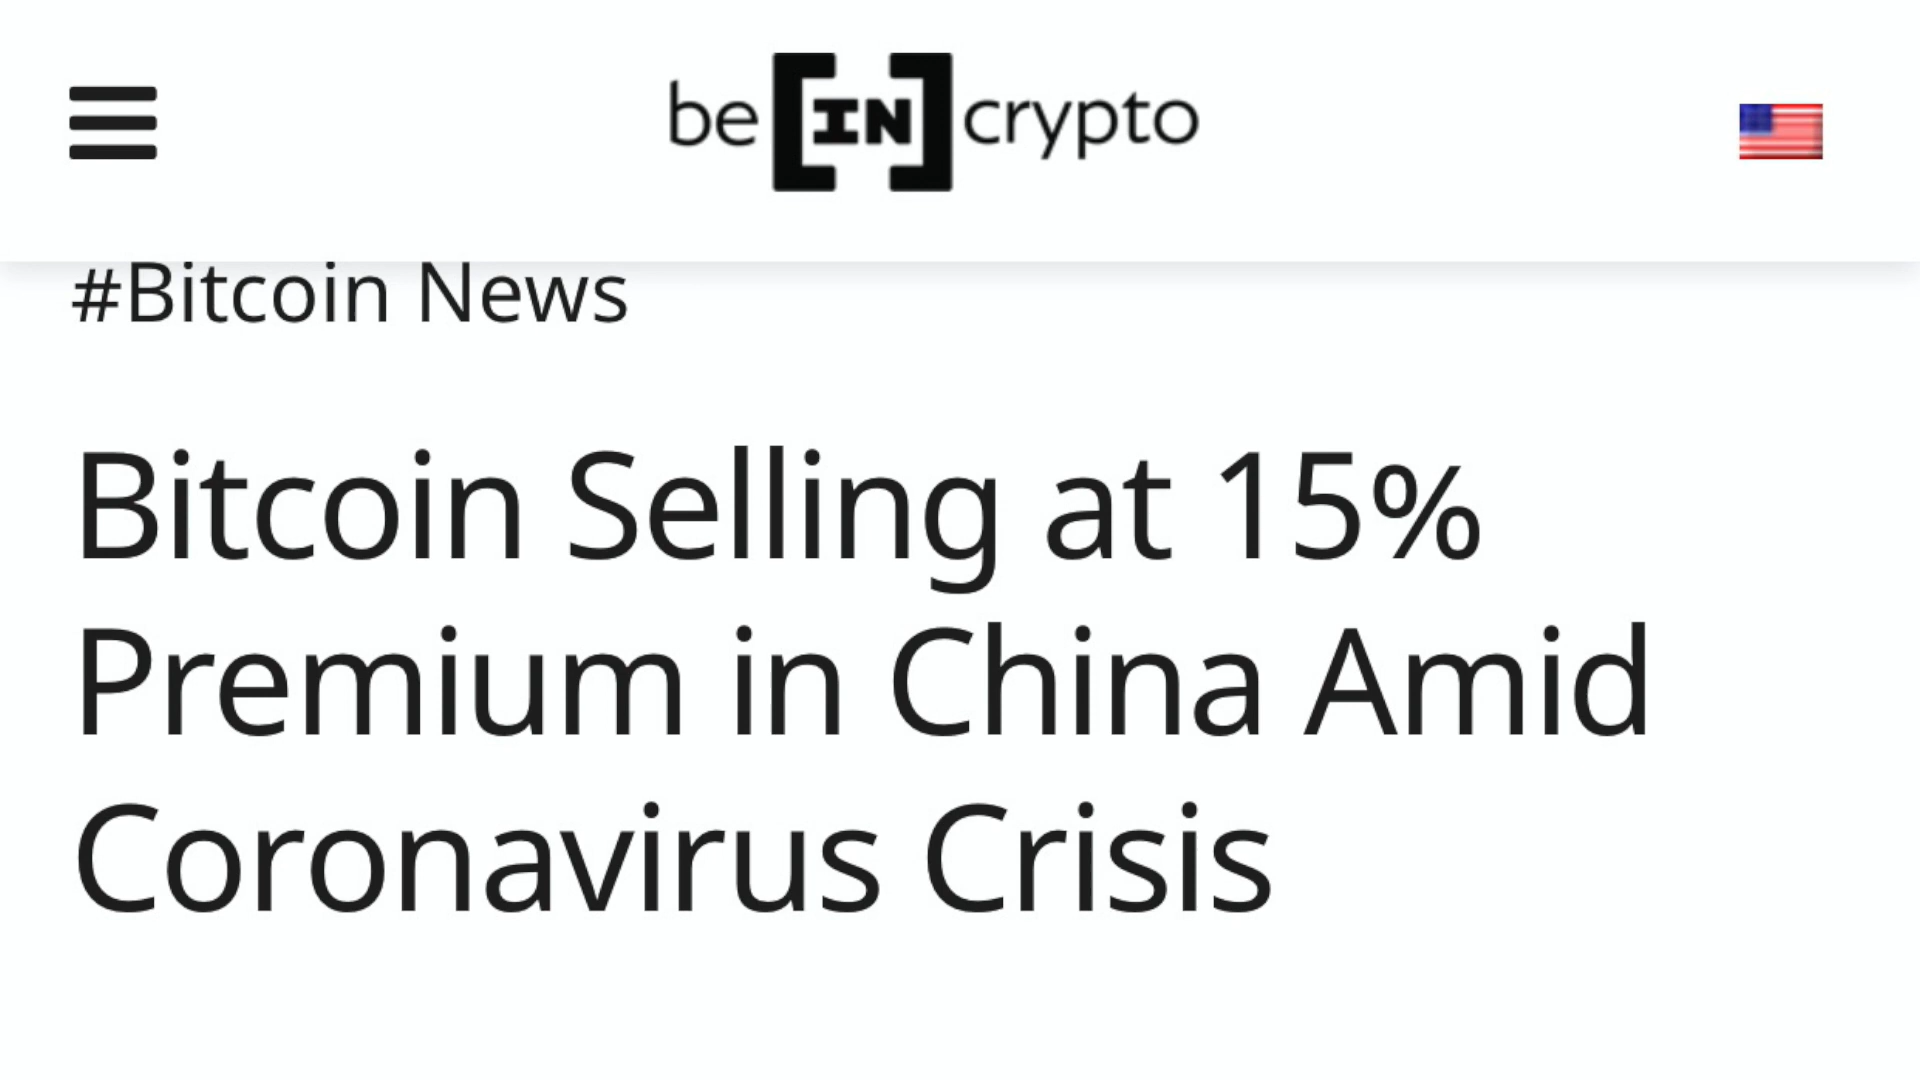 be[IN]crypto
#Bitcoin News
Bitcoin Selling at 15%
Premium in China Amid
Coronavirus Crisis